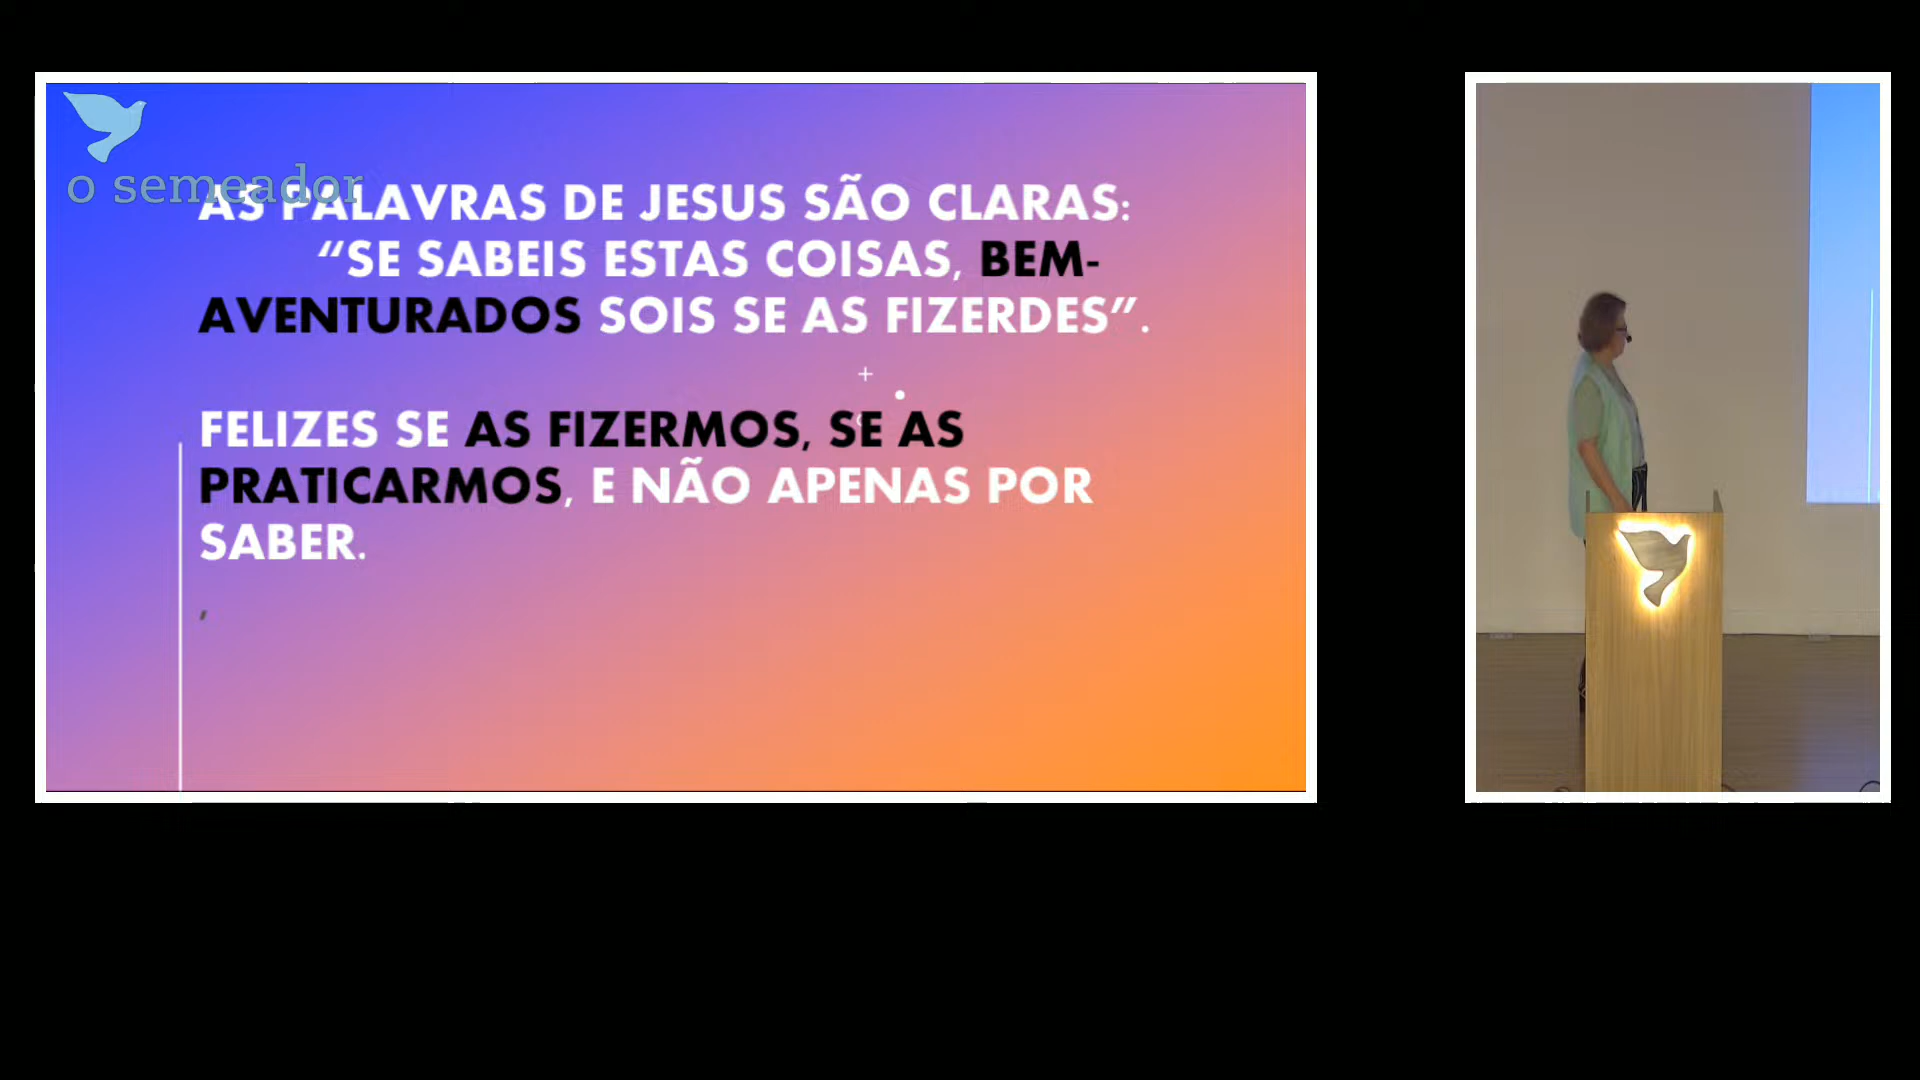 o semeador
AS PALAVRAS DE JESUS SÃO CLARAS:
“SE SABEIS ESTAS COISAS, BEM-
AVENTURADOS SOIS SE AS FIZERDES”.
FELIZES SE AS FIZERMOS, SE AS
PRATICARMOS, E NÃO APENAS POR
SABER.
,